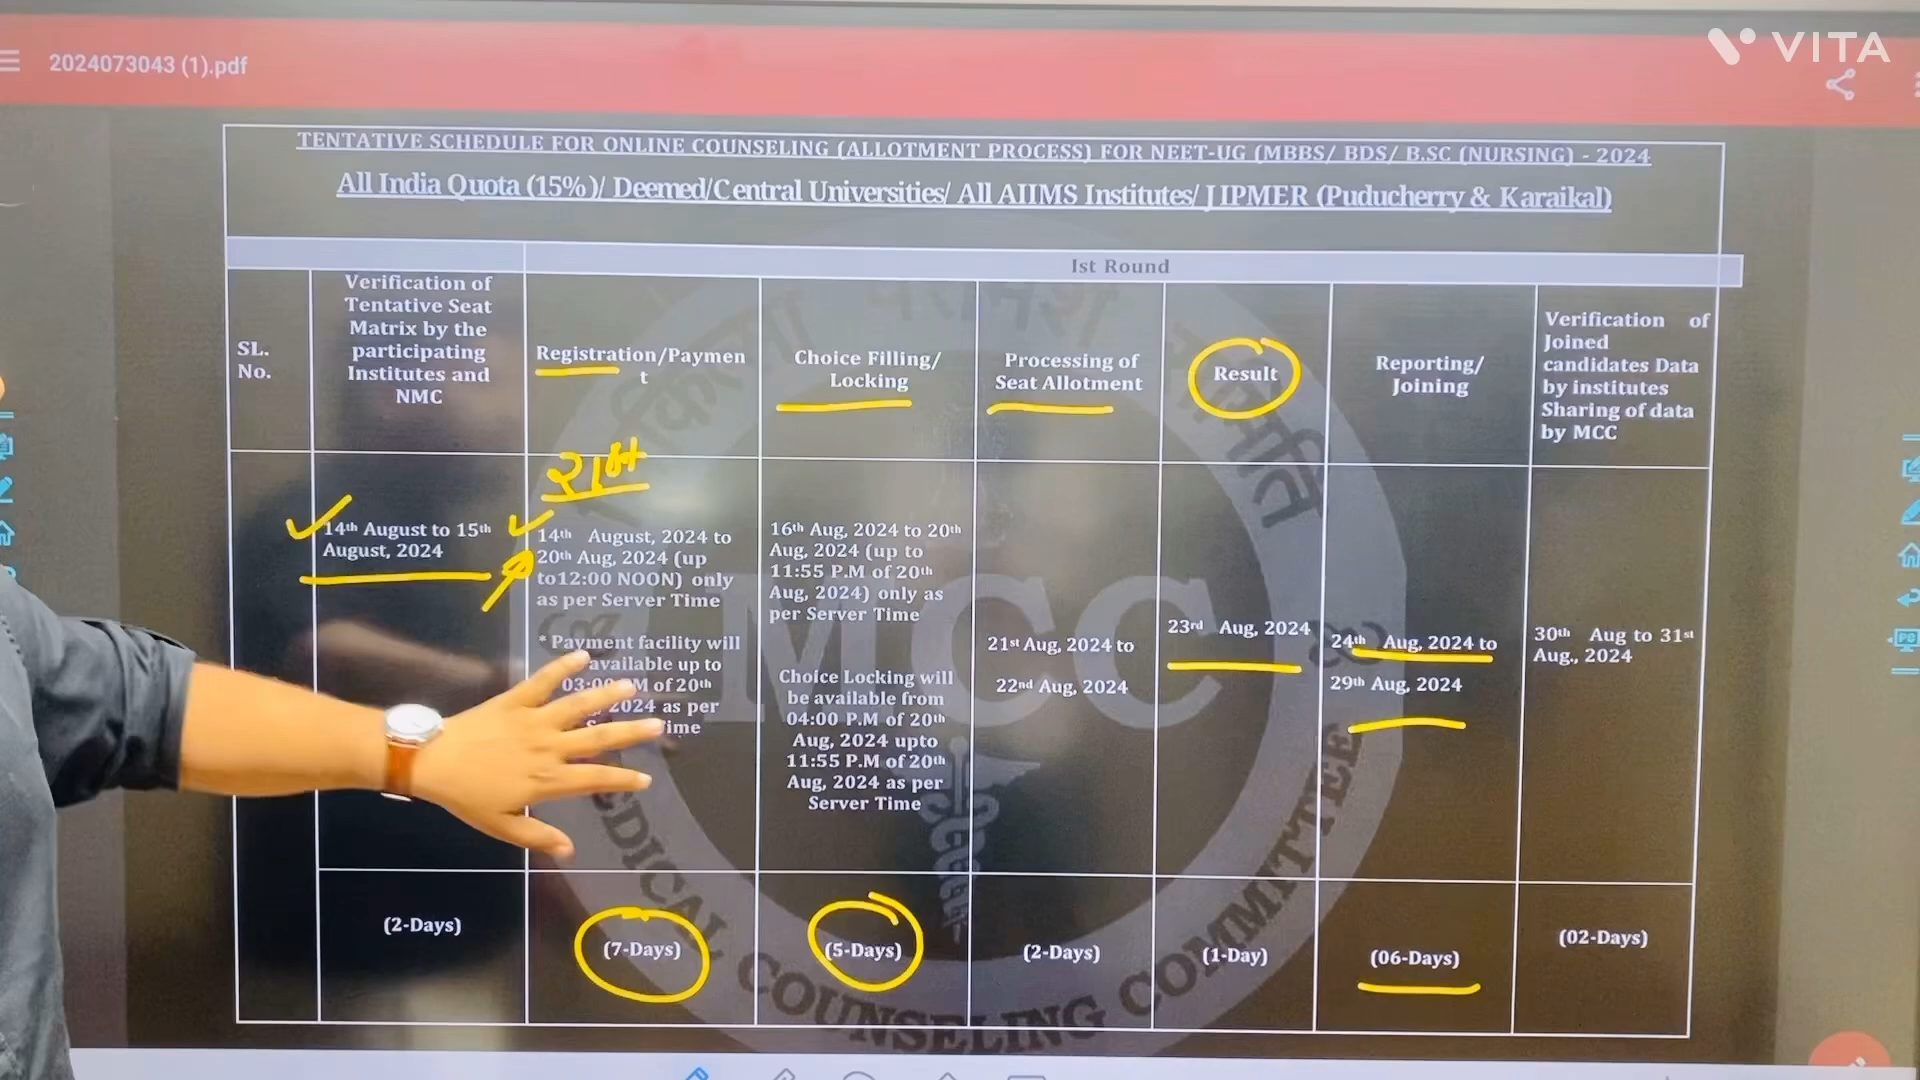 VITA
2024073043 (1).pdf
TENTATIVE SCHEDULE FOR ONLINE COUNSELING (ALLOTMENT PROCESS) FOR NEET-UG (MBBS/ BDS/ B.SC (NURSING) - 2024
All India Quota (15%)/ Deemed/Central Universities/ All AIIMS Institutes/ JIPMER (Puducherry & Karaikal)
Ist Round
SL.
No.
Verification of
Tentative Seat
Matrix by the
participating
Institutes and
NMC
Registration/Paymen
t
Choice Filling/
Locking
Processing of
Seat Allotment
Result
Reporting/
Joining
Verification of
Joined
candidates Data
by institutes
Sharing of data
by MCC
14th August to 15th
August, 2024
14th August, 2024 to
20th Aug, 2024 (up
to12:00 NOON) only
as per Server Time
* Payment facility will
available up to
03:00 PM of 20th
2024 as per
16th Aug, 2024 to 20th
Aug, 2024 (up to
11:55 P.M of 20th
Aug, 2024) only as
per Server Time
Choice Locking will
be available from
04:00 P.M of 20th
Aug, 2024 upto
11:55 P.M of 20th
Aug, 2024 as per
Server Time
21st Aug, 2024 to
22nd Aug, 2024
23rd Aug, 2024
24th Aug, 2024 to
29th Aug, 2024
30th Aug to 31st
Aug., 2024
(2-Days)
(7-Days)
(5-Days)
(2-Days)
(1-Day)
(06-Days)
(02-Days)
MCC
MEDICAL COUNSELING COMMITTEE